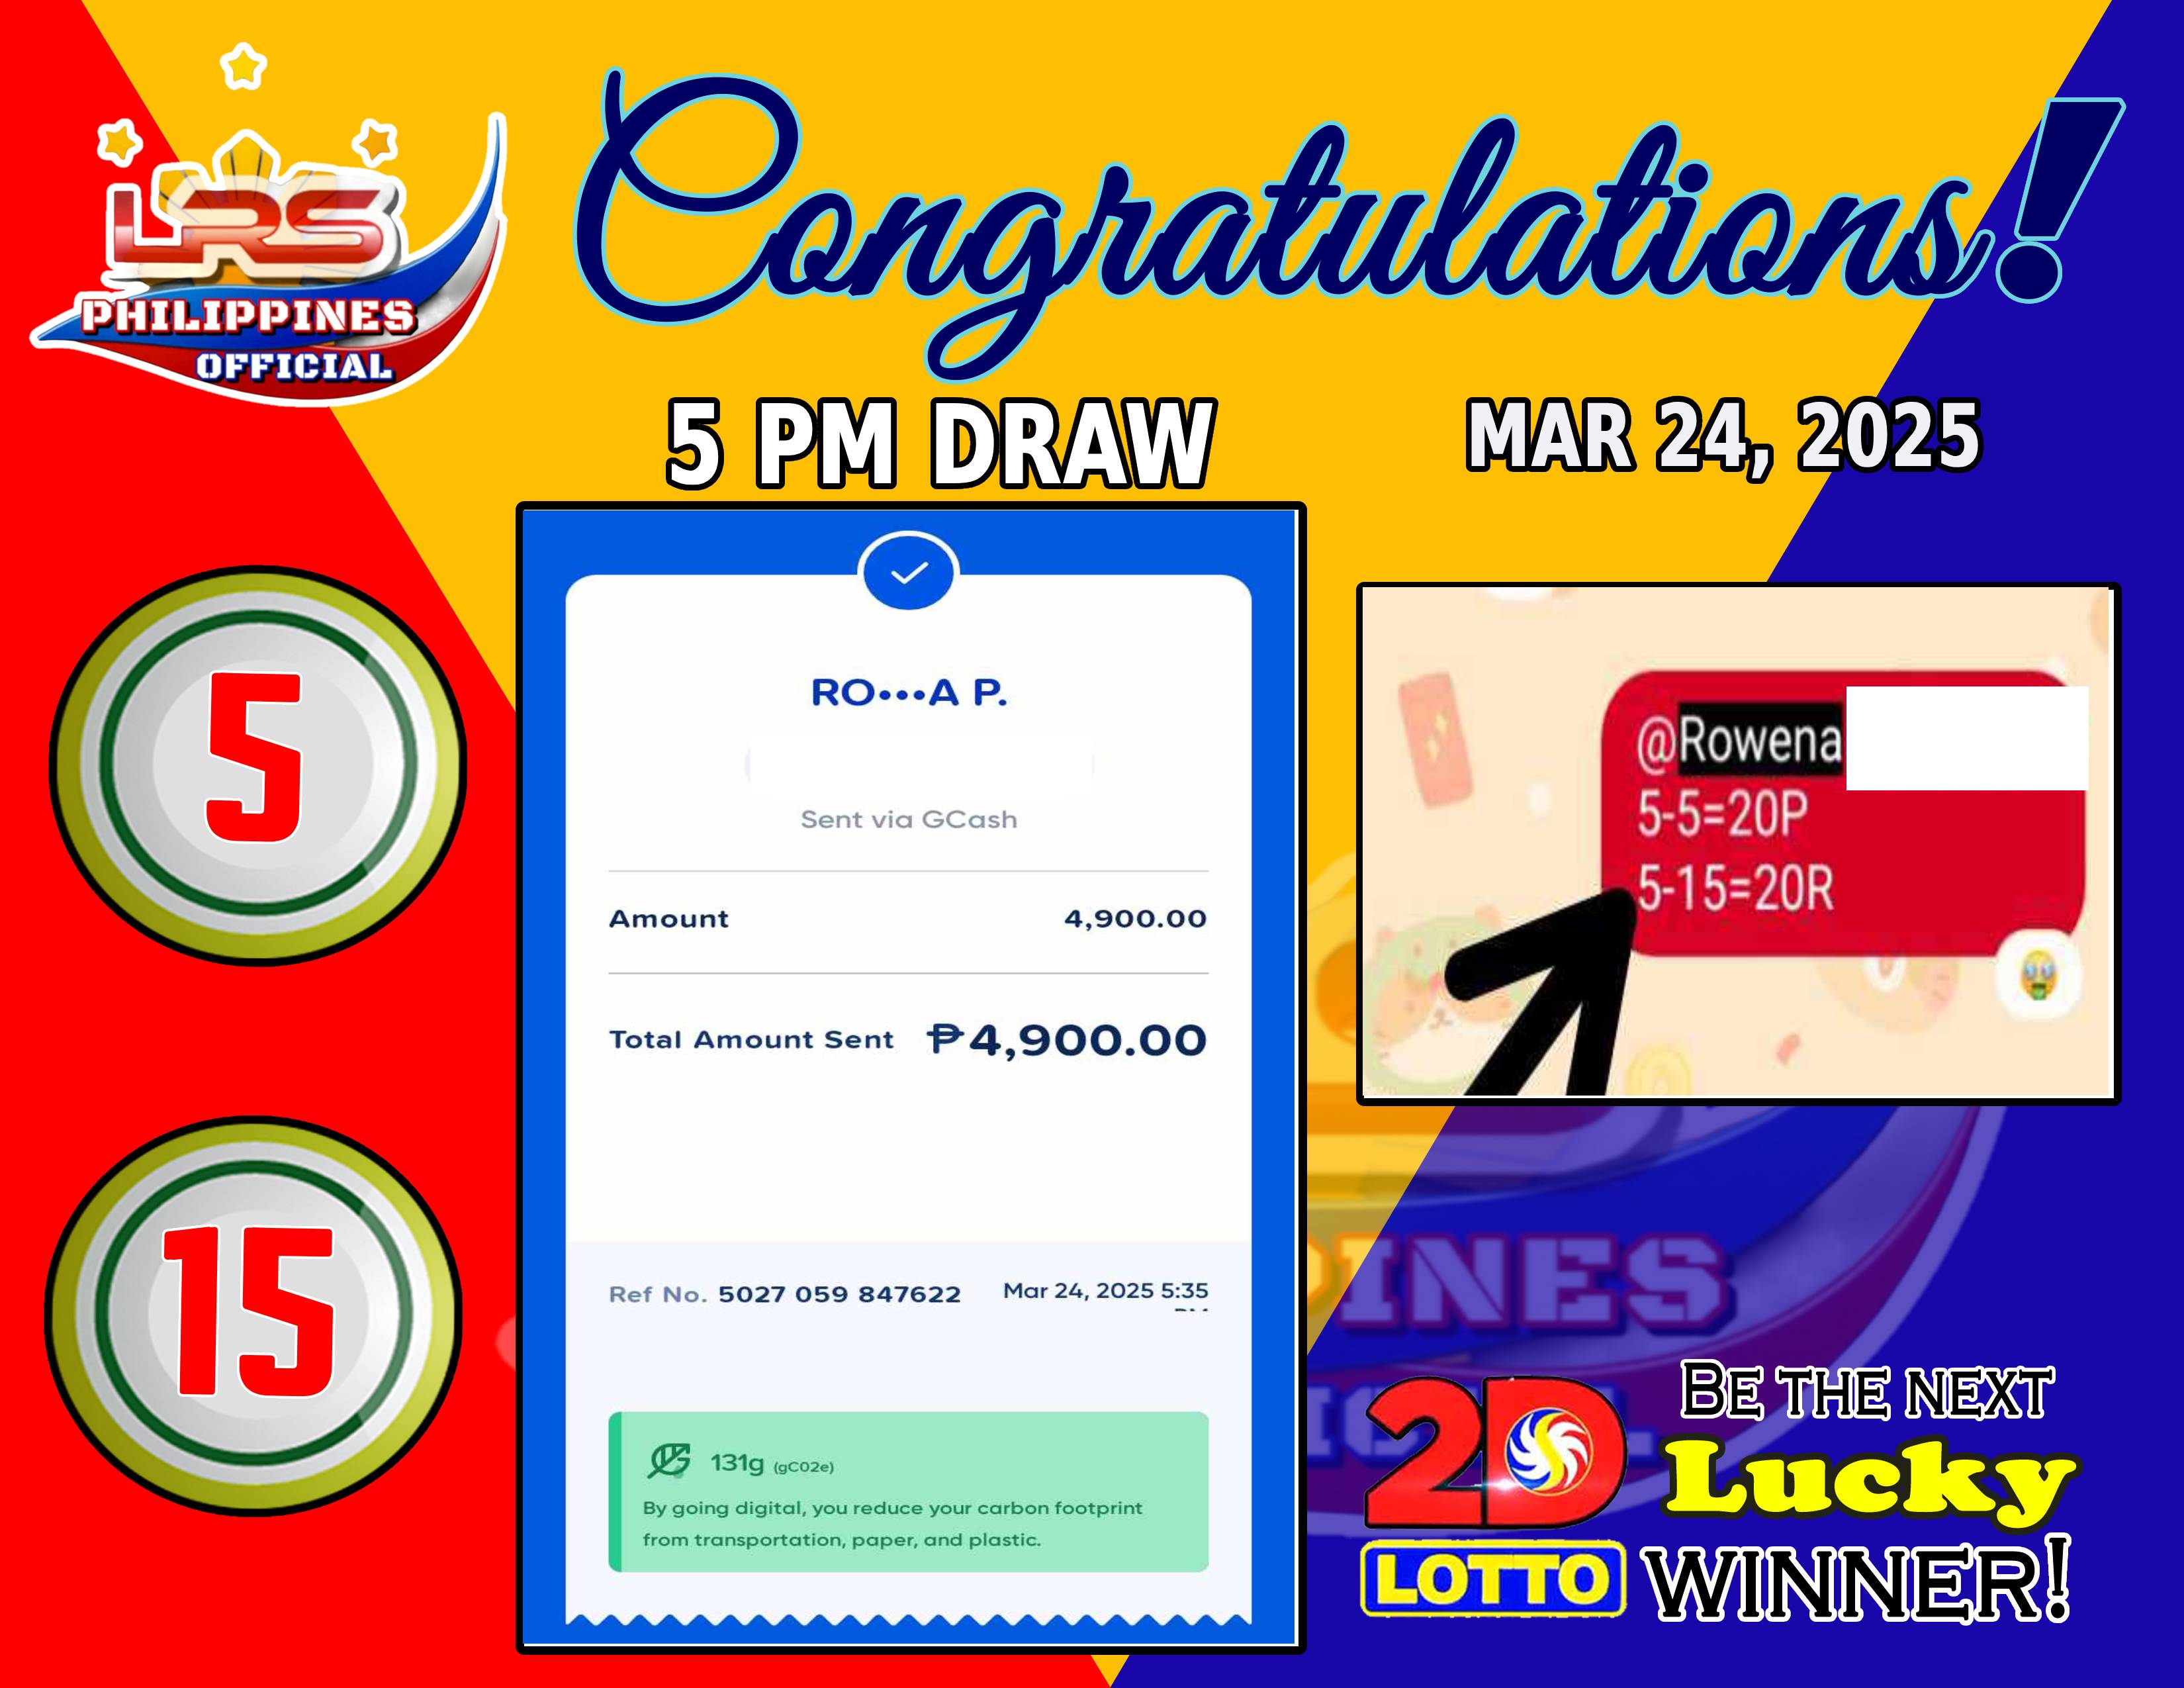 LRS
PHILIPPINES
OFFICIAL
Congratulations!
5 PM DRAW
MAR 24, 2025
5
15
RO•••A P.
Sent via GCash
Amount 4,900.00
Total Amount Sent ₱4,900.00
Ref No. 5027 059 847622 Mar 24, 2025 5:35
131g (gCO2e)
By going digital, you reduce your carbon footprint
from transportation, paper, and plastic.
@Rowena
5-5=20P
5-15=20R
PINES
2D
LOTTO
BE THE NEXT
Lucky
WINNER!